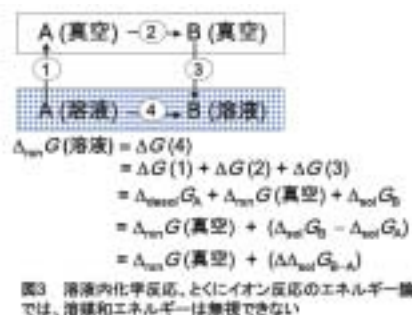 A (真空) ② B (真空)
① ③
A (溶液) ④ B (溶液)
ΔrxnG (溶液) = ΔG (4)
= ΔG (1) + ΔG (2) + ΔG (3)
= ΔdesolGA + ΔrxnG (真空) + ΔsolGB
= ΔrxnG (真空) + (ΔsolGB − ΔsolGA)
= ΔrxnG (真空) + (ΔΔsolGB−A)
図3 溶液内化学反応、とくにイオン反応のエネルギー論
では、溶媒和エネルギーは無視できない